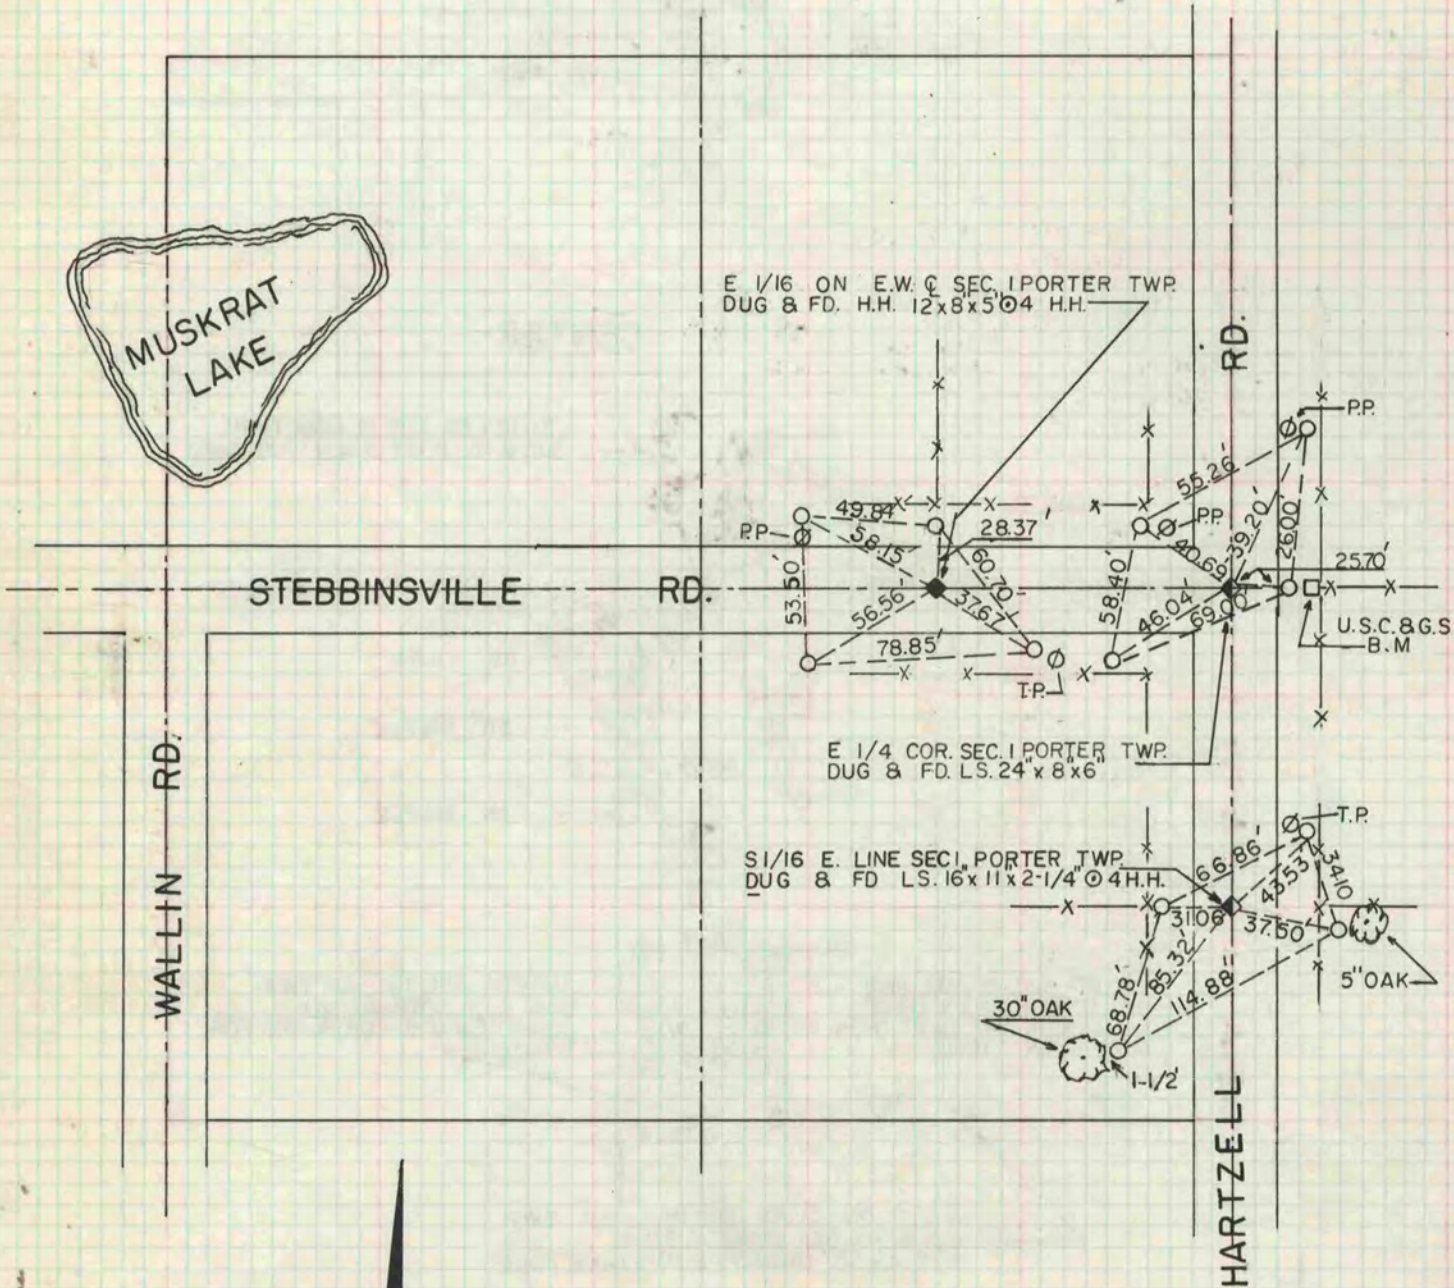 MUSKRAT
LAKE
E 1/16 ON E.W. ℄ SEC. 1 PORTER TWP.
DUG & FD. H.H. 12"x8"x5"⊙4 H.H.
RD.
P.P.
55.26'
49.84'
P.P.
58.15'
28.37'
60.70'
P.P.
40.69'
39.20'
26.00'
25.70'
STEBBINSVILLE RD.
53.50'
56.56'
37.67'
58.40'
46.04'
69.00'
U.S.C.&G.S
B.M
78.85'
T.P.
E 1/4 COR. SEC. 1 PORTER TWP.
DUG & FD. L.S. 24"x 8"x6"
WALLIN RD.
T.P.
S 1/16 E. LINE SEC 1, PORTER TWP.
DUG & FD L.S. 16"x 11"x 2-1/4" ⊙ 4 H.H.
66.86'
43.53'
34.10
31.06'
37.50'
85.32'
68.78'
114.88'
5" OAK
30" OAK
1-1/2'
HARTZELL